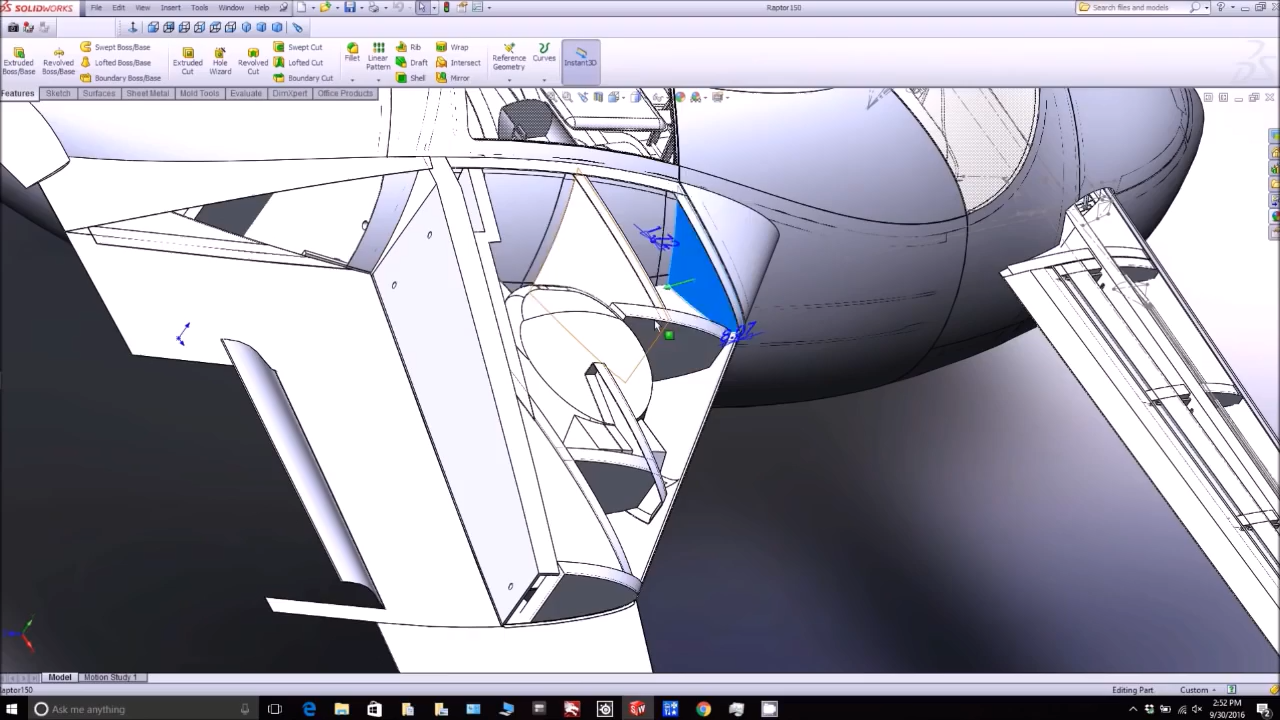 SOLIDWORKS File Edit View Insert Tools Window Help Raptor150 Search files and models
Extruded Boss/Base
Revolved Boss/Base
Swept Boss/Base
Lofted Boss/Base
Boundary Boss/Base
Extruded Cut
Hole Wizard
Revolved Cut
Swept Cut
Lofted Cut
Boundary Cut
Fillet
Linear Pattern
Rib
Draft
Shell
Wrap
Intersect
Mirror
Reference Geometry
Curves
Instant3D
Features Sketch Surfaces Sheet Metal Mold Tools Evaluate DimXpert Office Products
Model Motion Study 1
aptor150 Editing Part Custom
Ask me anything 2:52 PM
9/30/2016